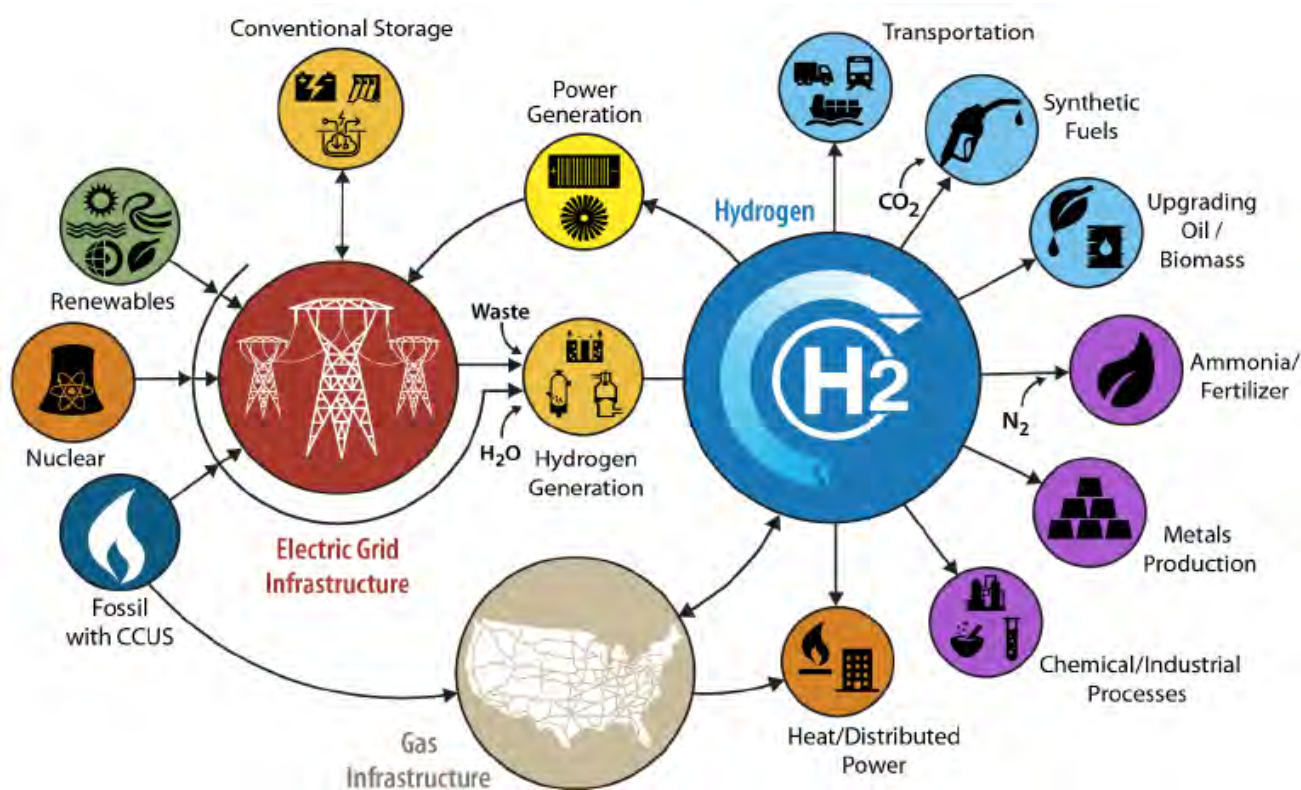 Conventional Storage
Transportation
Power
Generation
Synthetic
Fuels
CO2
Hydrogen
Upgrading
Oil /
Biomass
Renewables
Waste
H2
Ammonia/
Fertilizer
N2
Nuclear
H2O
Hydrogen
Generation
Electric Grid
Infrastructure
Metals
Production
Fossil
with CCUS
Chemical/Industrial
Processes
Gas
Infrastructure
Heat/Distributed
Power